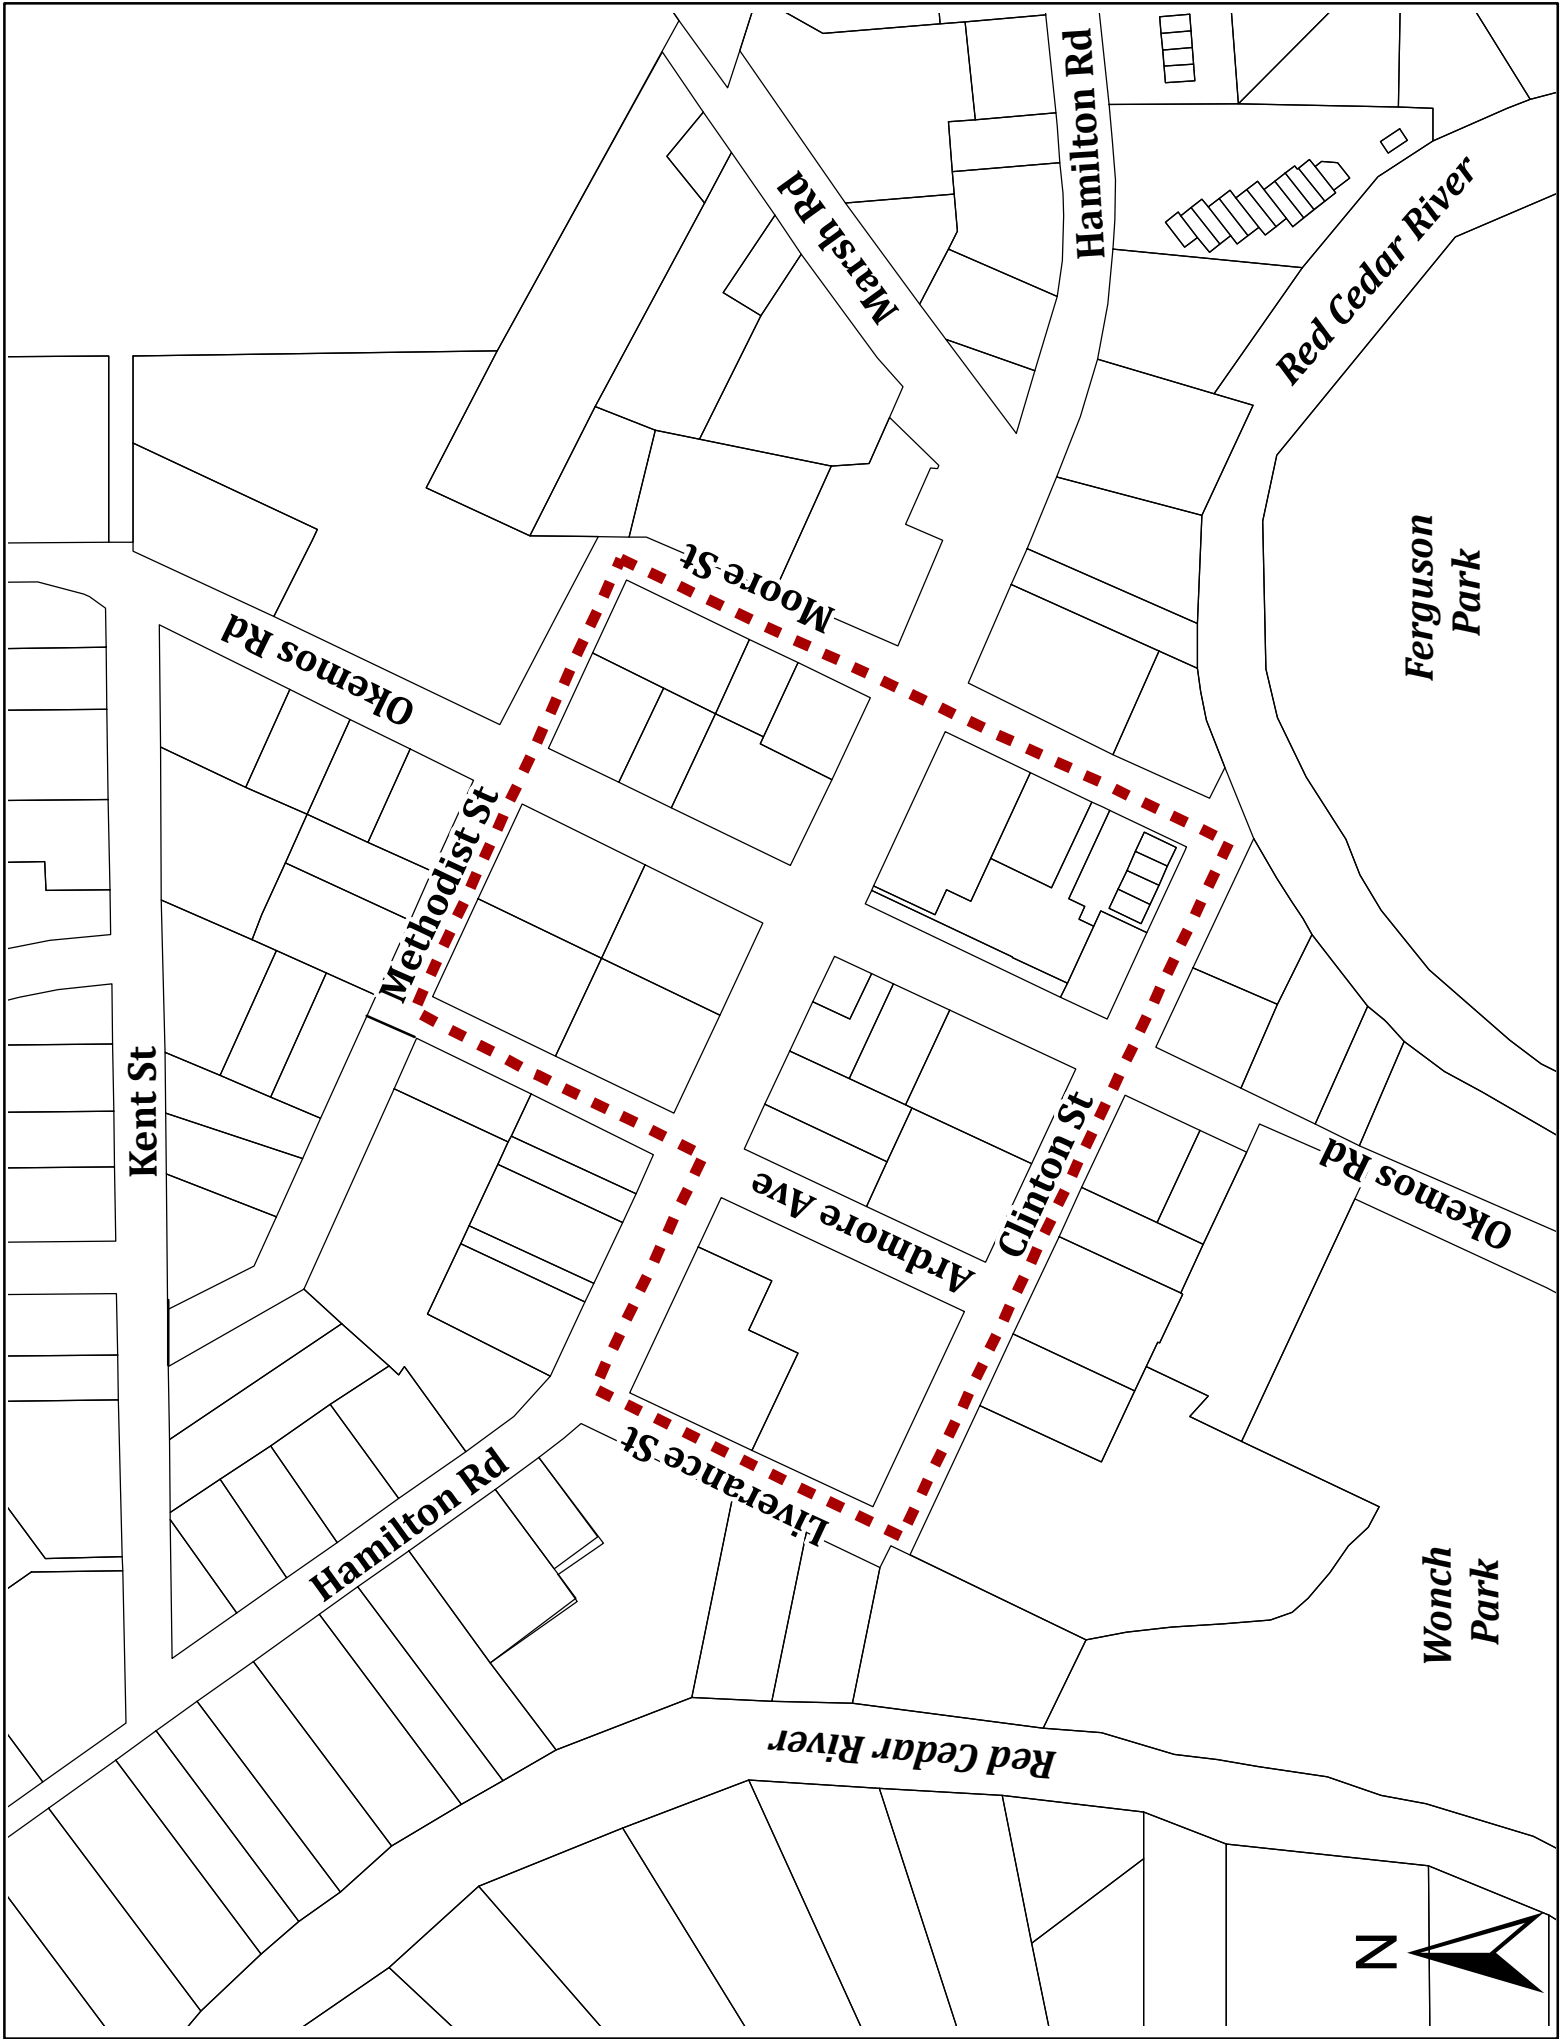 Hamilton Rd
Marsh Rd
Red Cedar River
Moore St
Ferguson
Park
Okemos Rd
Methodist St
Kent St
Clinton St
Ardmore Ave
Okemos Rd
Liverance St
Hamilton Rd
Wonch
Park
Red Cedar River
N